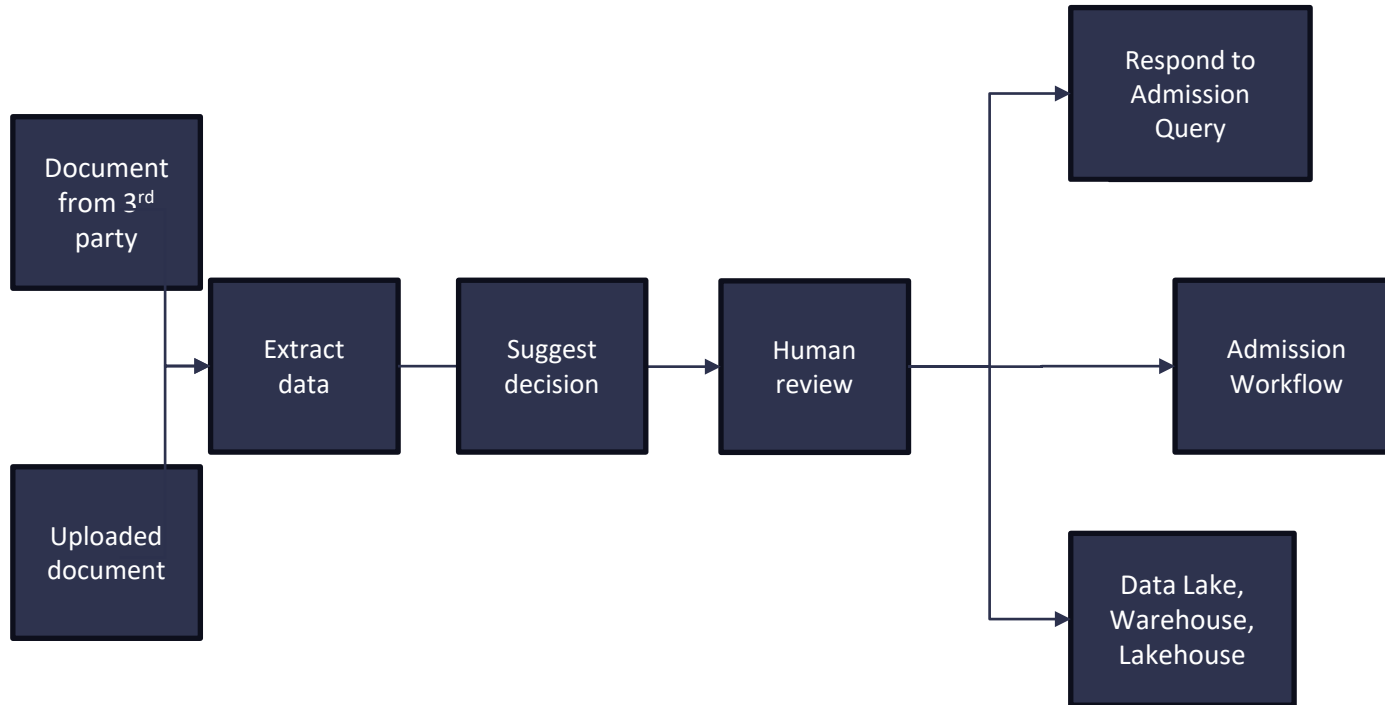 Document
from 3rd
party
Uploaded
document
Extract
data
Suggest
decision
Human
review
Respond to
Admission
Query
Admission
Workflow
Data Lake,
Warehouse,
Lakehouse